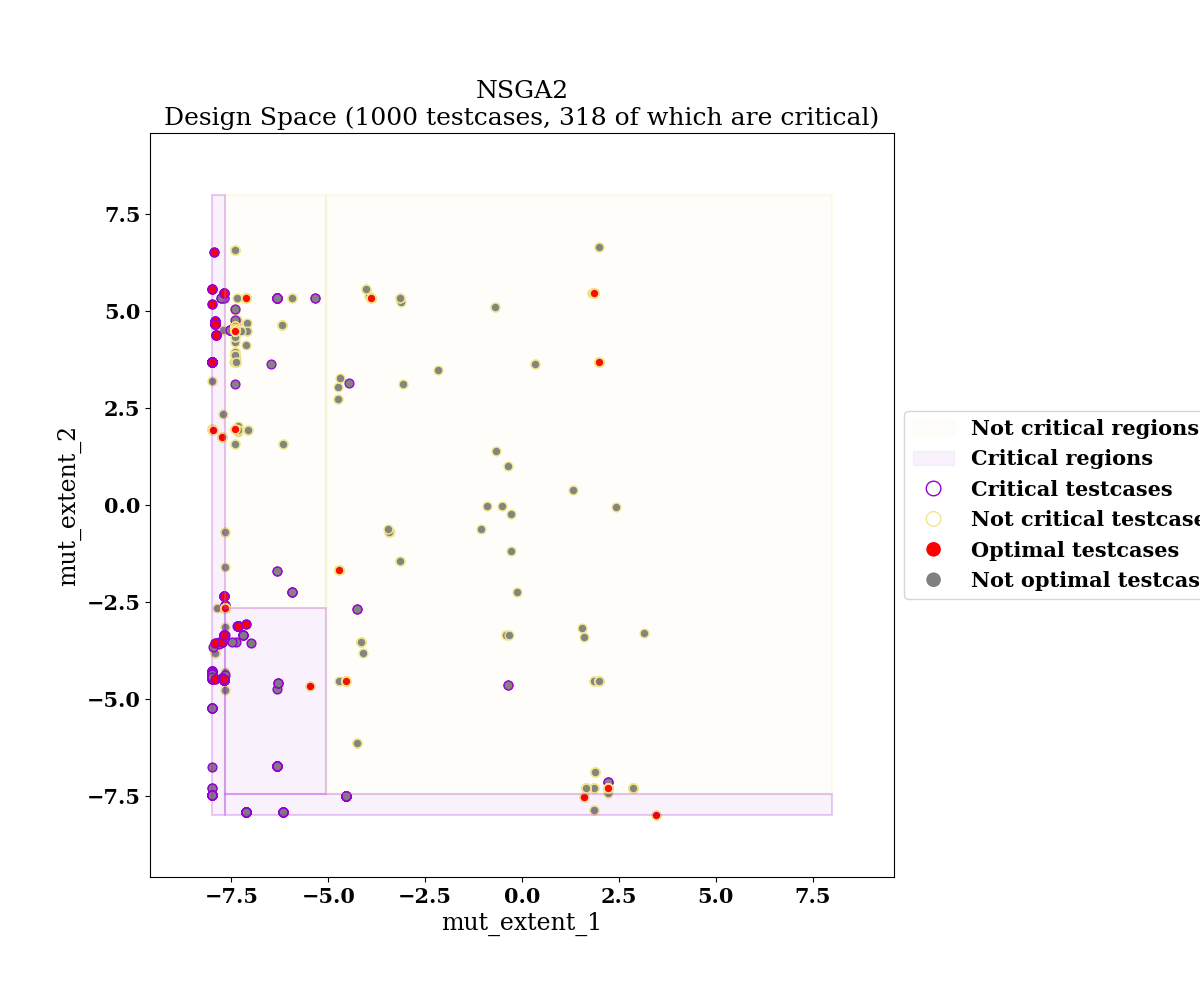 NSGA2
Design Space (1000 testcases, 318 of which are critical)
mut_extent_2
7.5
5.0
2.5
0.0
−2.5
−5.0
−7.5
−7.5 −5.0 −2.5 0.0 2.5 5.0 7.5
mut_extent_1
Not critical regions
Critical regions
Critical testcases
Not critical testcase
Optimal testcases
Not optimal testcas